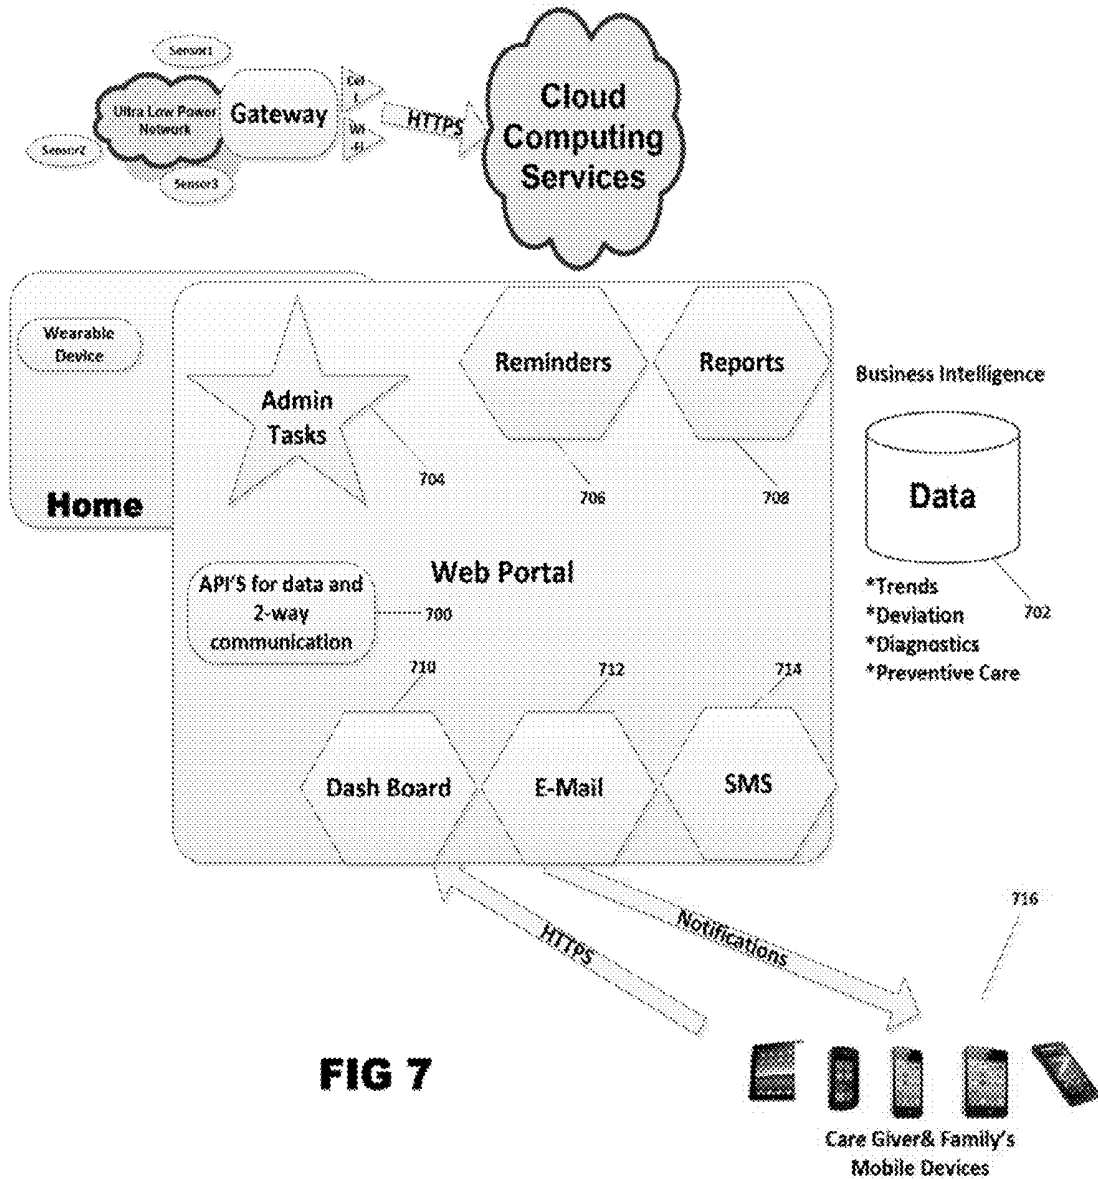 Sensor1
Ultra Low Power
Network
Gateway
Cel
l
Wi
-Fi
HTTPS
Sensor2
Sensor3
Cloud
Computing
Services
Wearable
Device
Home
Admin
Tasks
704
Reminders
706
Reports
708
Business Intelligence
Data
702
*Trends
*Deviation
*Diagnostics
*Preventive Care
Web Portal
API'S for data and
2-way
communication
700
710
712
714
Dash Board
E-Mail
SMS
HTTPS
Notifications
716
FIG 7
Care Giver& Family's
Mobile Devices